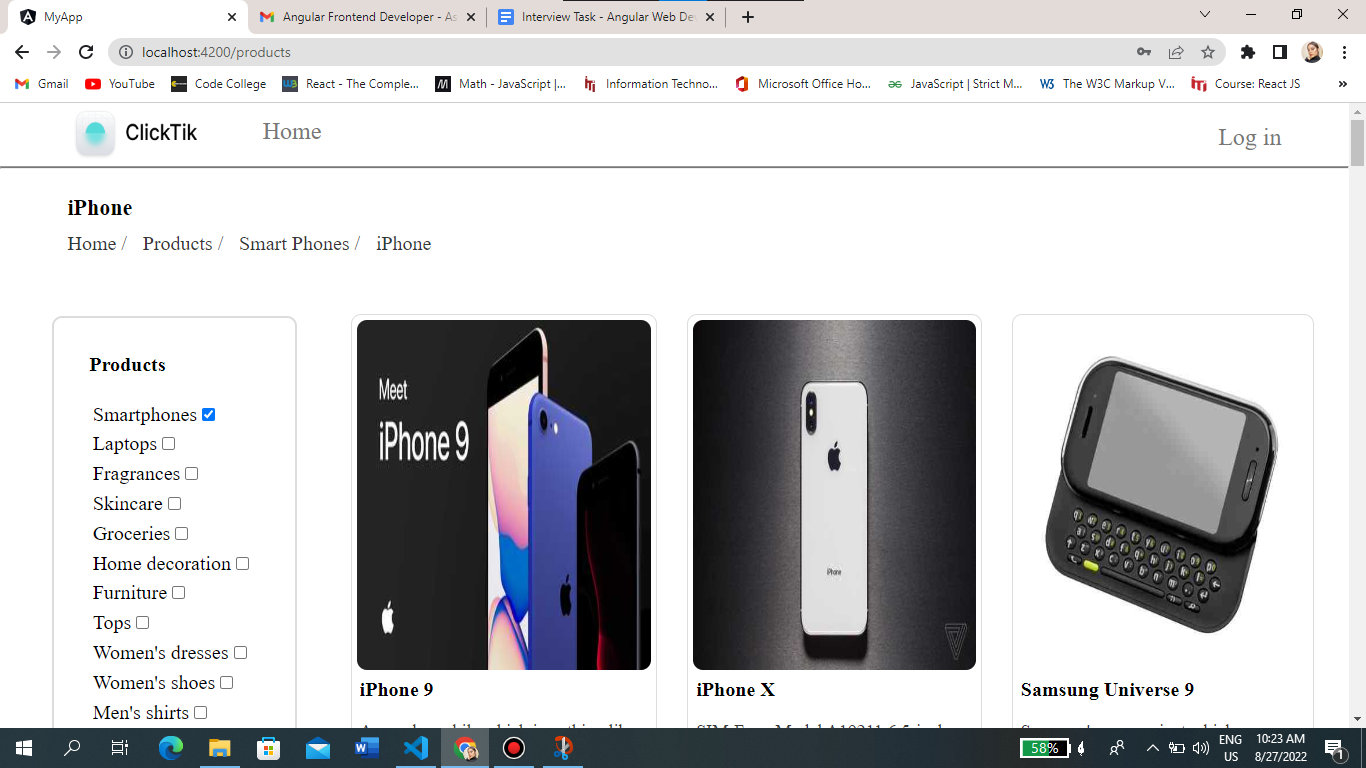 MyApp
Angular Frontend Developer - As
Interview Task - Angular Web De
localhost:4200/products
Gmail
YouTube
Code College
React - The Comple...
Math - JavaScript |...
Information Techno...
Microsoft Office Ho...
JavaScript | Strict M...
The W3C Markup V...
Course: React JS
»
ClickTik
Home
Log in
iPhone
Home / Products / Smart Phones / iPhone
Products
Smartphones
Laptops
Fragrances
Skincare
Groceries
Home decoration
Furniture
Tops
Women's dresses
Women's shoes
Men's shirts
Meet
iPhone 9
iPhone
iPhone 9
iPhone X
Samsung Universe 9
58%
ENG
US
10:23 AM
8/27/2022
1